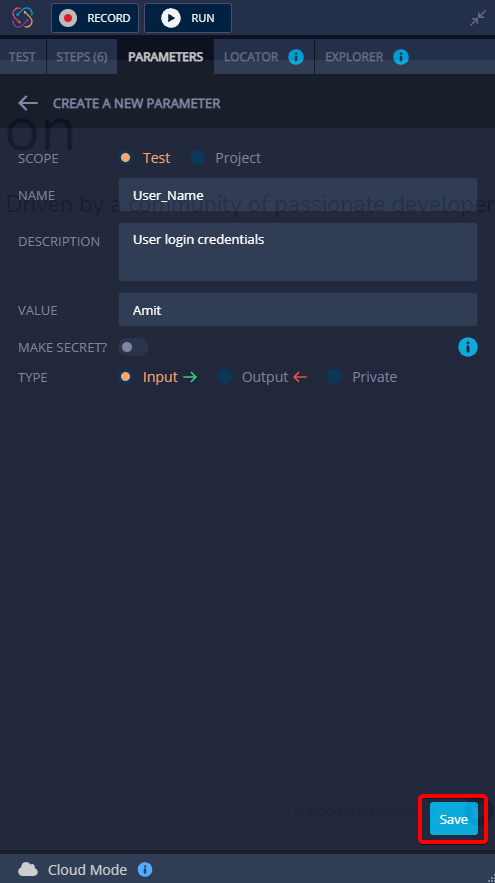 RECORD RUN
TEST STEPS (6) PARAMETERS LOCATOR i EXPLORER i
CREATE A NEW PARAMETER
on
SCOPE Test Project
NAME User_Name
Driven by a community of passionate developer
DESCRIPTION User login credentials
VALUE Amit
MAKE SECRET? i
TYPE Input Output Private
support@testproject
Save
Cloud Mode i